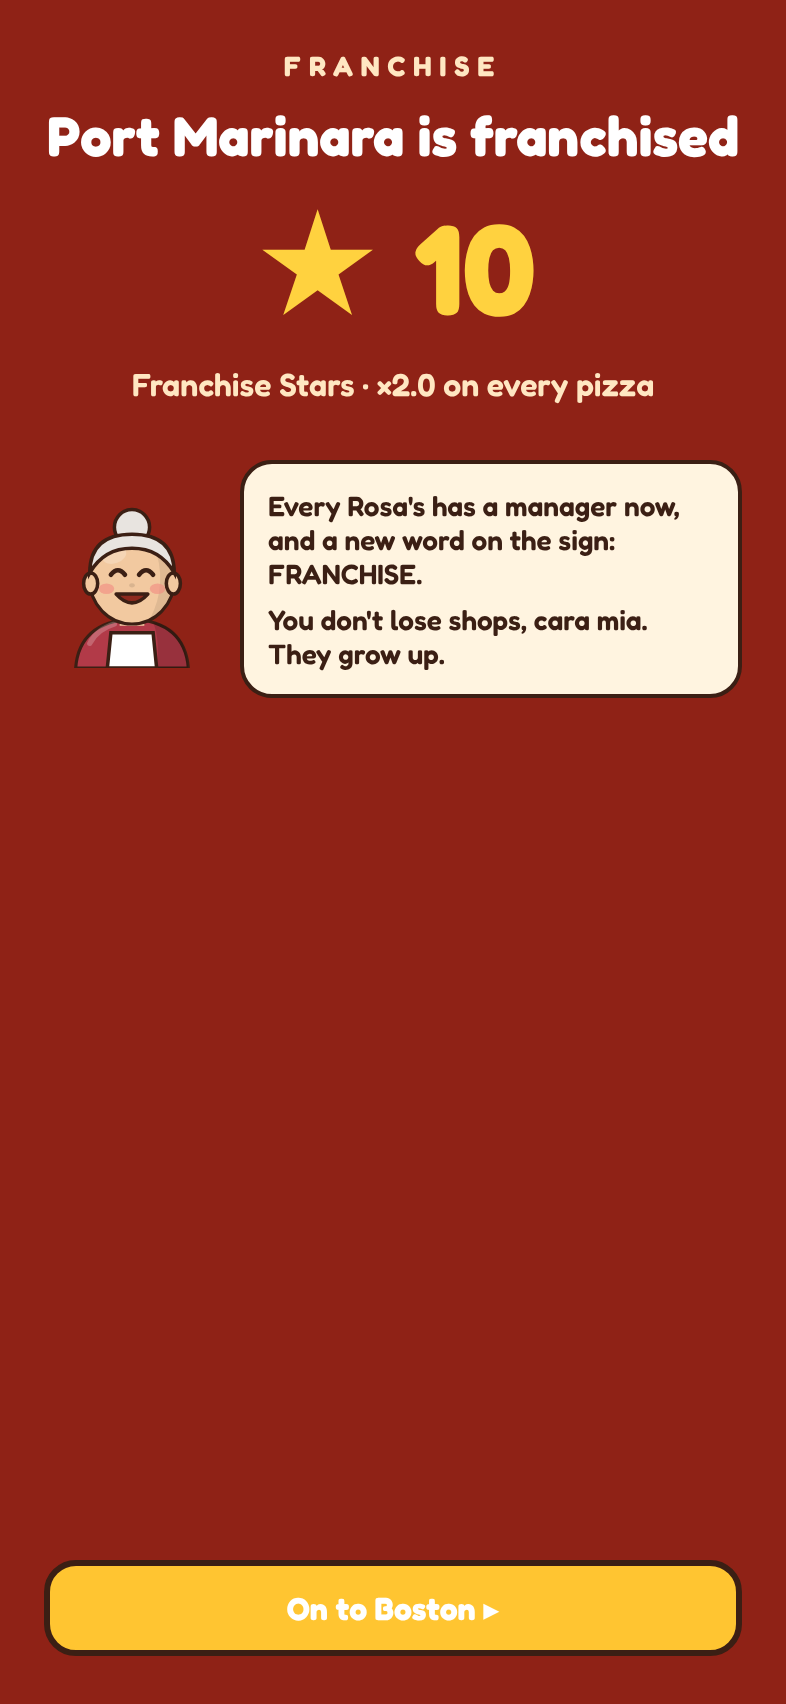 FRANCHISE
Port Marinara is franchised
★ 10
Franchise Stars · x2.0 on every pizza
Every Rosa's has a manager now,
and a new word on the sign:
FRANCHISE.
You don't lose shops, cara mia.
They grow up.
On to Boston ▸